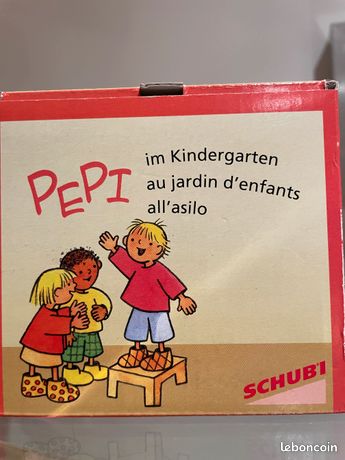 PEPI
im Kindergarten
au jardin d'enfants
all'asilo
SCHUBI
leboncoin